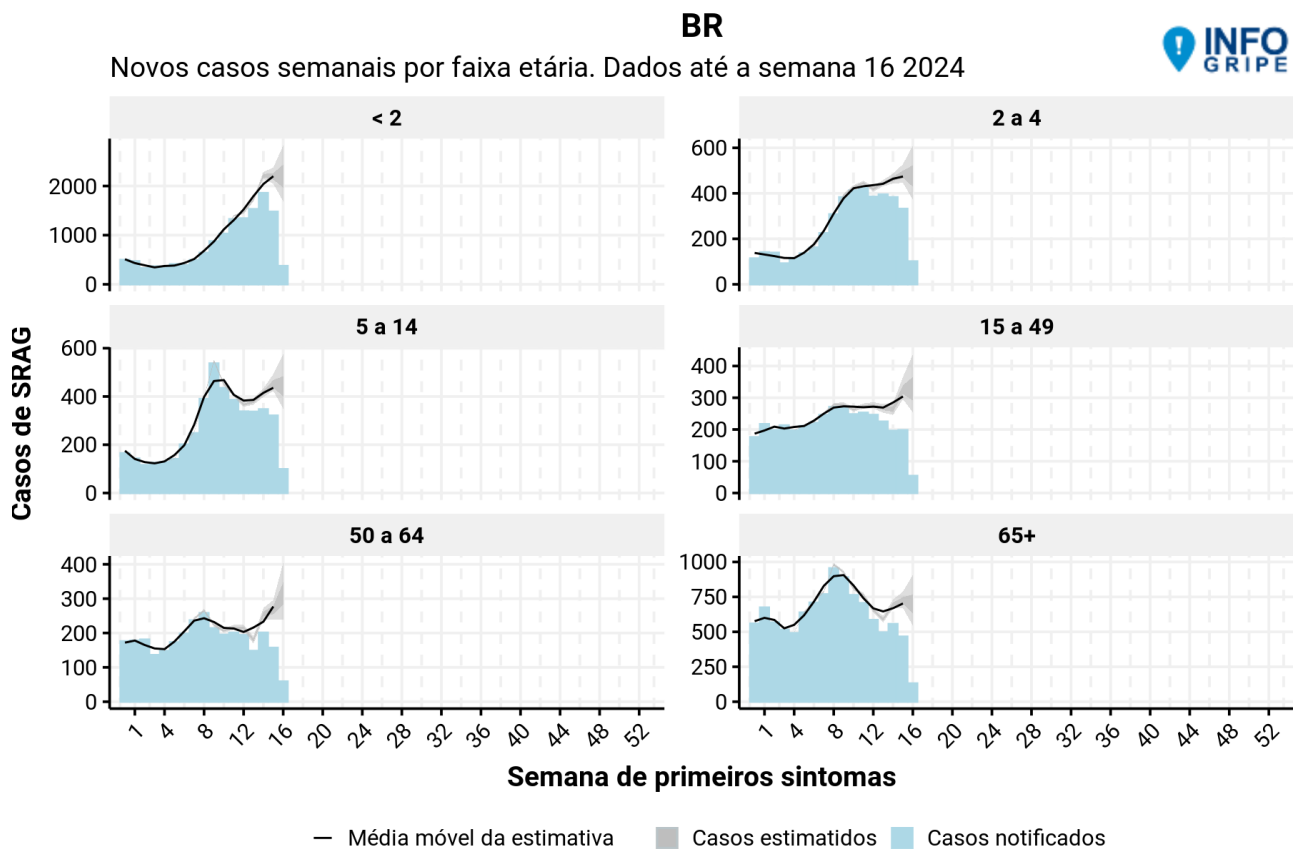 BR
INFO
GRIPE
Novos casos semanais por faixa etária. Dados até a semana 16 2024
< 2
2 a 4
2000
1000
0
600
400
200
0
5 a 14
15 a 49
600
400
200
0
400
300
200
100
0
Casos de SRAG
50 a 64
65+
400
300
200
100
0
1000
750
500
250
0
1 4 8 12 16 20 24 28 32 36 40 44 48 52
1 4 8 12 16 20 24 28 32 36 40 44 48 52
Semana de primeiros sintomas
Média móvel da estimativa
Casos estimatidos
Casos notificados